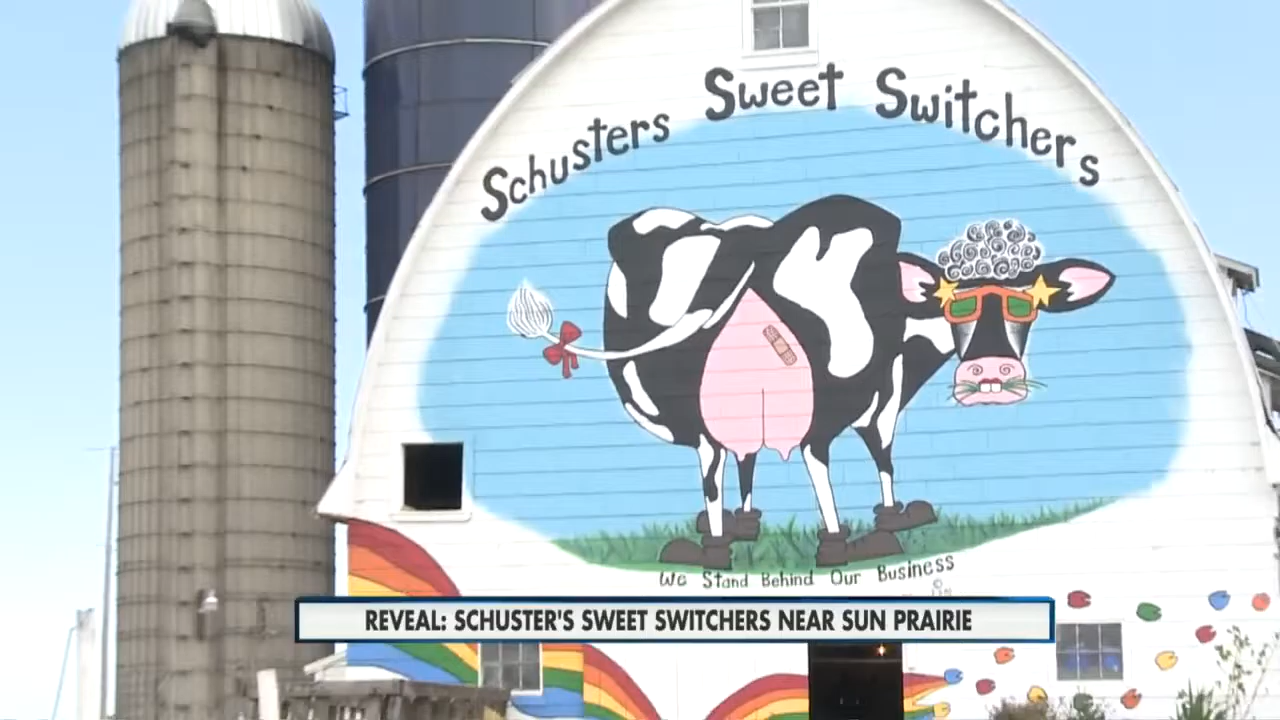 Schusters Sweet Switchers
We Stand Behind Our Business
REVEAL: SCHUSTER'S SWEET SWITCHERS NEAR SUN PRAIRIE